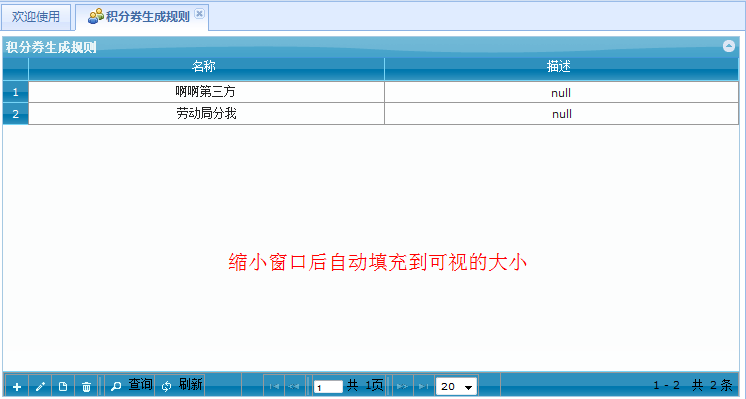 欢迎使用 积分券生成规则
积分券生成规则
名称 描述
1 啊啊第三方 null
2 劳动局分我 null
缩小窗口后自动填充到可视的大小
查询 刷新 1 共 1页 20 1 - 2 共 2 条